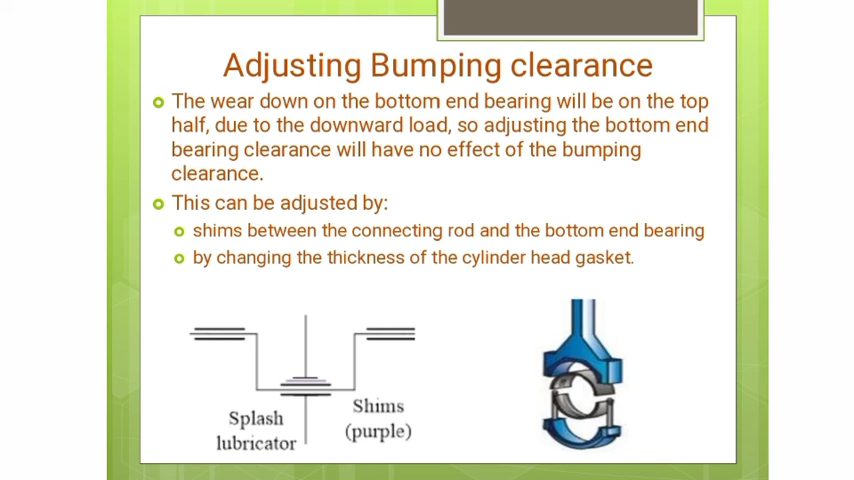 Adjusting Bumping clearance
The wear down on the bottom end bearing will be on the top
half, due to the downward load, so adjusting the bottom end
bearing clearance will have no effect of the bumping
clearance.
This can be adjusted by:
shims between the connecting rod and the bottom end bearing
by changing the thickness of the cylinder head gasket.
Splash
lubricator
Shims
(purple)